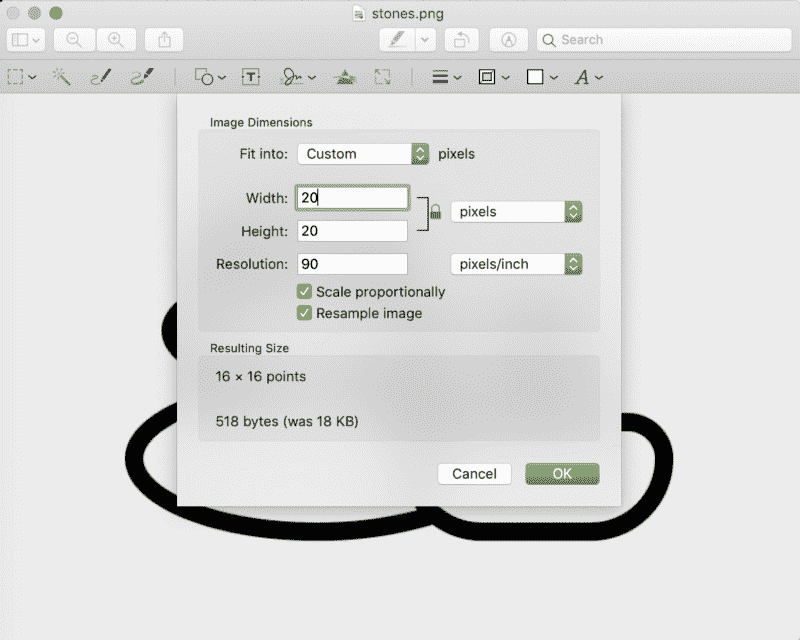 stones.png
Search
T
A
Image Dimensions
Fit into: Custom pixels
Width: 20
pixels
Height: 20
Resolution: 90 pixels/inch
Scale proportionally
Resample image
Resulting Size
16 × 16 points
518 bytes (was 18 KB)
Cancel OK